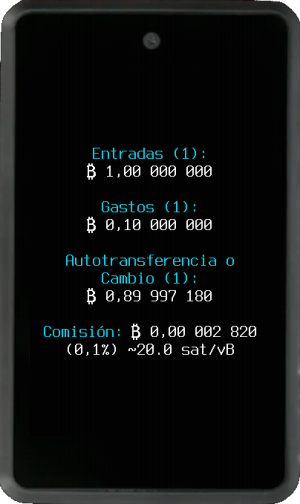 Entradas (1):
₿ 1,00 000 000
Gastos (1):
₿ 0,10 000 000
Autotransferencia o
Cambio (1):
₿ 0,89 997 180
Comisión: ₿ 0,00 002 820
(0,1%) ~20.0 sat/vB